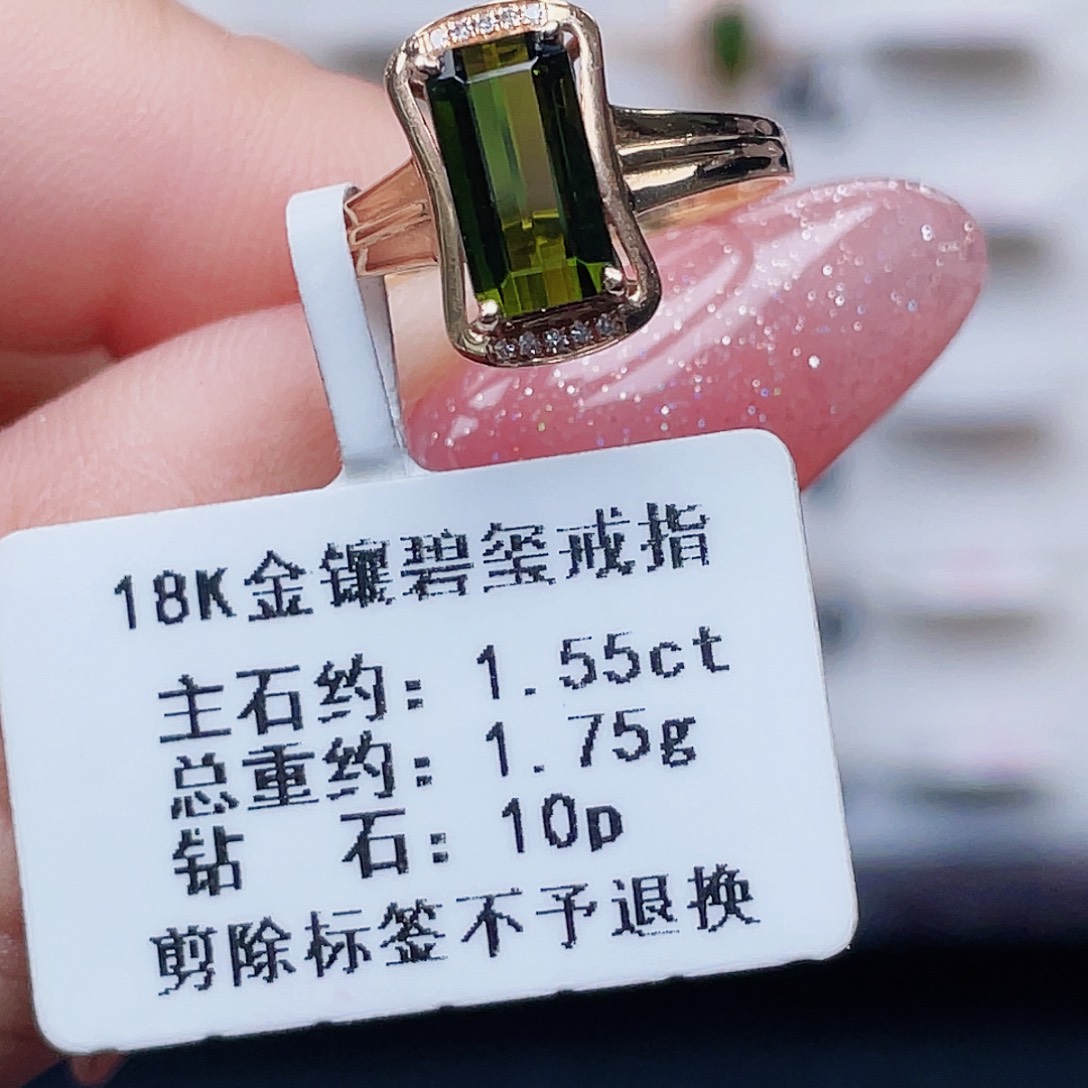 18K金镶碧玺戒指
主石约：1.55ct
总重约：1.75g
钻 石：10p
剪除标签不予退换